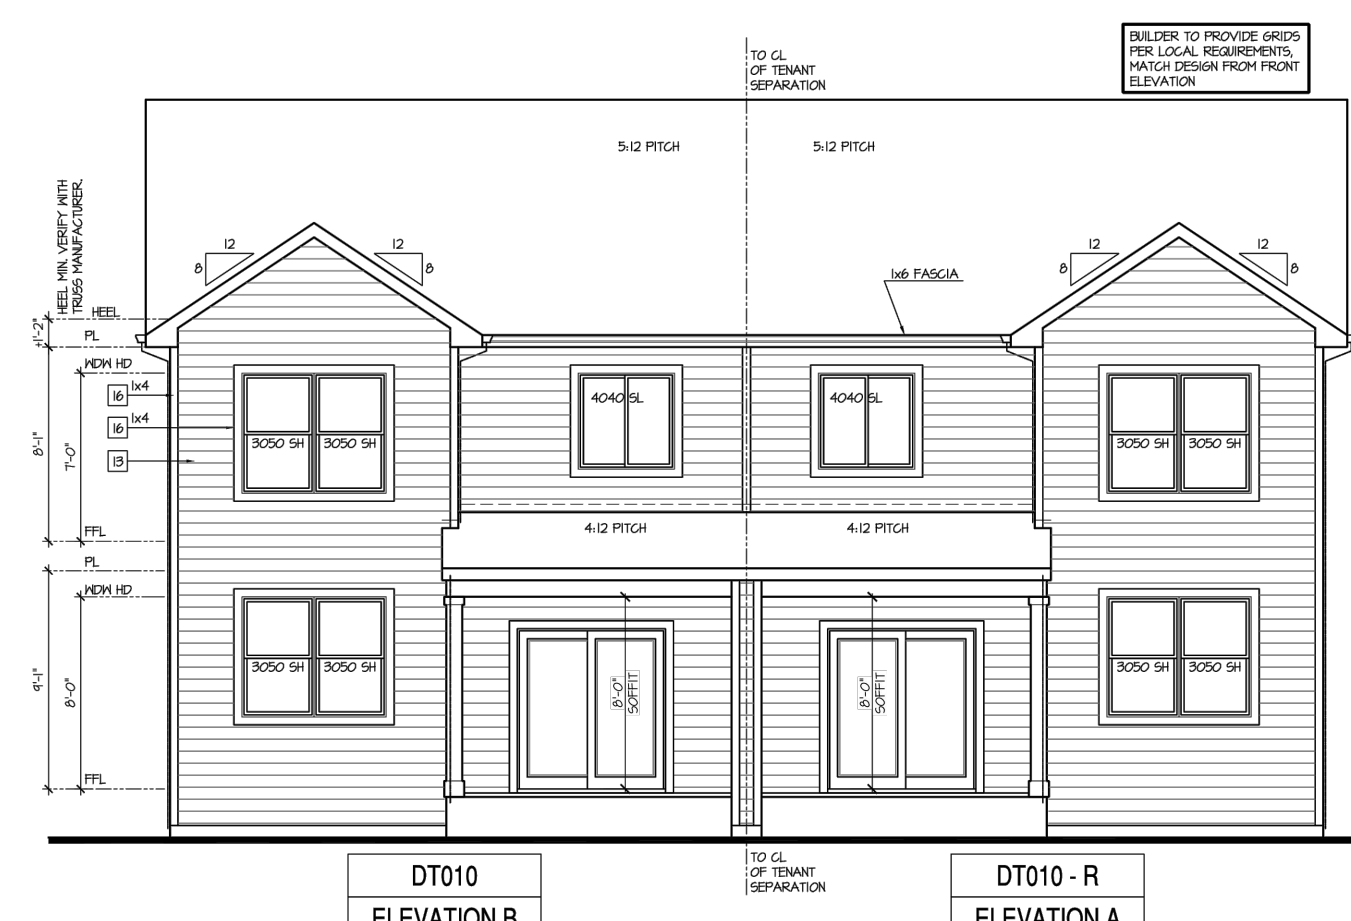 BUILDER TO PROVIDE GRIDS
PER LOCAL REQUIREMENTS,
MATCH DESIGN FROM FRONT
ELEVATION
TO CL
OF TENANT
SEPARATION
5:12 PITCH
5:12 PITCH
HEEL MIN. VERIFY WITH
TRUSS MANUFACTURER.
12
8
12
8
12
8
12
8
1x6 FASCIA
HEEL
±1'-2"
PL
WDW HD
1x4
16
1x4
16
13
8'-1"
7'-0"
3050 SH
3050 SH
4040 SL
4040 SL
3050 SH
3050 SH
FFL
4:12 PITCH
4:12 PITCH
PL
WDW HD
9'-1"
8'-0"
3050 SH
3050 SH
8'-0"
SOFFIT
8'-0"
SOFFIT
3050 SH
3050 SH
FFL
TO CL
OF TENANT
SEPARATION
DT010
ELEVATION B
DT010 - R
ELEVATION A